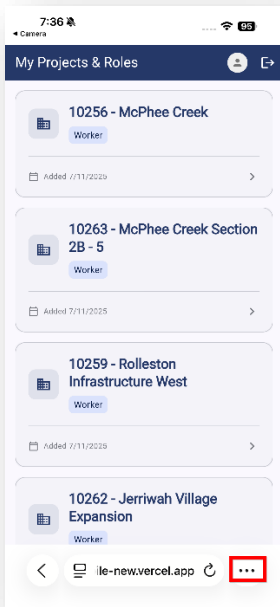 7:36
◂ Camera
95
My Projects & Roles
10256 - McPhee Creek
Worker
Added 7/11/2025
10263 - McPhee Creek Section
2B - 5
Worker
Added 7/11/2025
10259 - Rolleston
Infrastructure West
Worker
Added 7/11/2025
10262 - Jerriwah Village
Expansion
Worker
ile-new.vercel.app